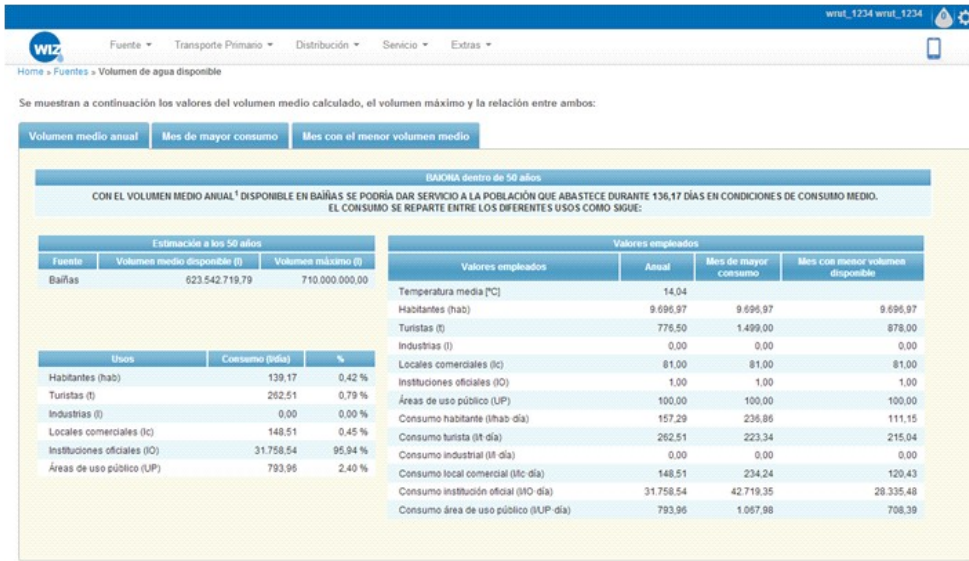 wrut_1234 wrut_1234
0
WIZ
Fuente Transporte Primario Distribución Servicio Extras
Home » Fuentes » Volumen de agua disponible
Se muestran a continuación los valores del volumen medio calculado, el volumen máximo y la relación entre ambos:
Volumen medio anual Mes de mayor consumo Mes con el menor volumen medio
BAIONA dentro de 50 años
CON EL VOLUMEN MEDIO ANUAL¹ DISPONIBLE EN BAÍÑAS SE PODRÍA DAR SERVICIO A LA POBLACIÓN QUE ABASTECE DURANTE 136,17 DÍAS EN CONDICIONES DE CONSUMO MEDIO.
EL CONSUMO SE REPARTE ENTRE LOS DIFERENTES USOS COMO SIGUE:
Estimación a los 50 años
Fuente Volumen medio disponible (l) Volumen máximo (l)
Baíñas 623.542.719,79 710.000.000,00
Usos Consumo (l/día) %
Habitantes (hab) 139,17 0,42 %
Turistas (t) 262,51 0,79 %
Industrias (I) 0,00 0,00 %
Locales comerciales (lc) 148,51 0,45 %
Instituciones oficiales (IO) 31.758,54 95,94 %
Áreas de uso público (UP) 793,96 2,40 %
Valores empleados
Valores empleados Anual Mes de mayor consumo Mes con menor volumen disponible
Temperatura media [ºC] 14,04
Habitantes (hab) 9.696,97 9.696,97 9.696,97
Turistas (t) 776,50 1.499,00 878,00
Industrias (I) 0,00 0,00 0,00
Locales comerciales (lc) 81,00 81,00 81,00
Instituciones oficiales (IO) 1,00 1,00 1,00
Áreas de uso público (UP) 100,00 100,00 100,00
Consumo habitante (l/hab·día) 157,29 236,86 111,15
Consumo turista (l/t·día) 262,51 223,34 215,04
Consumo industrial (l/I·día) 0,00 0,00 0,00
Consumo local comercial (l/lc·día) 148,51 234,24 120,43
Consumo institución oficial (l/IO·día) 31.758,54 42.719,35 28.335,48
Consumo área de uso público (l/UP·día) 793,96 1.067,98 708,39